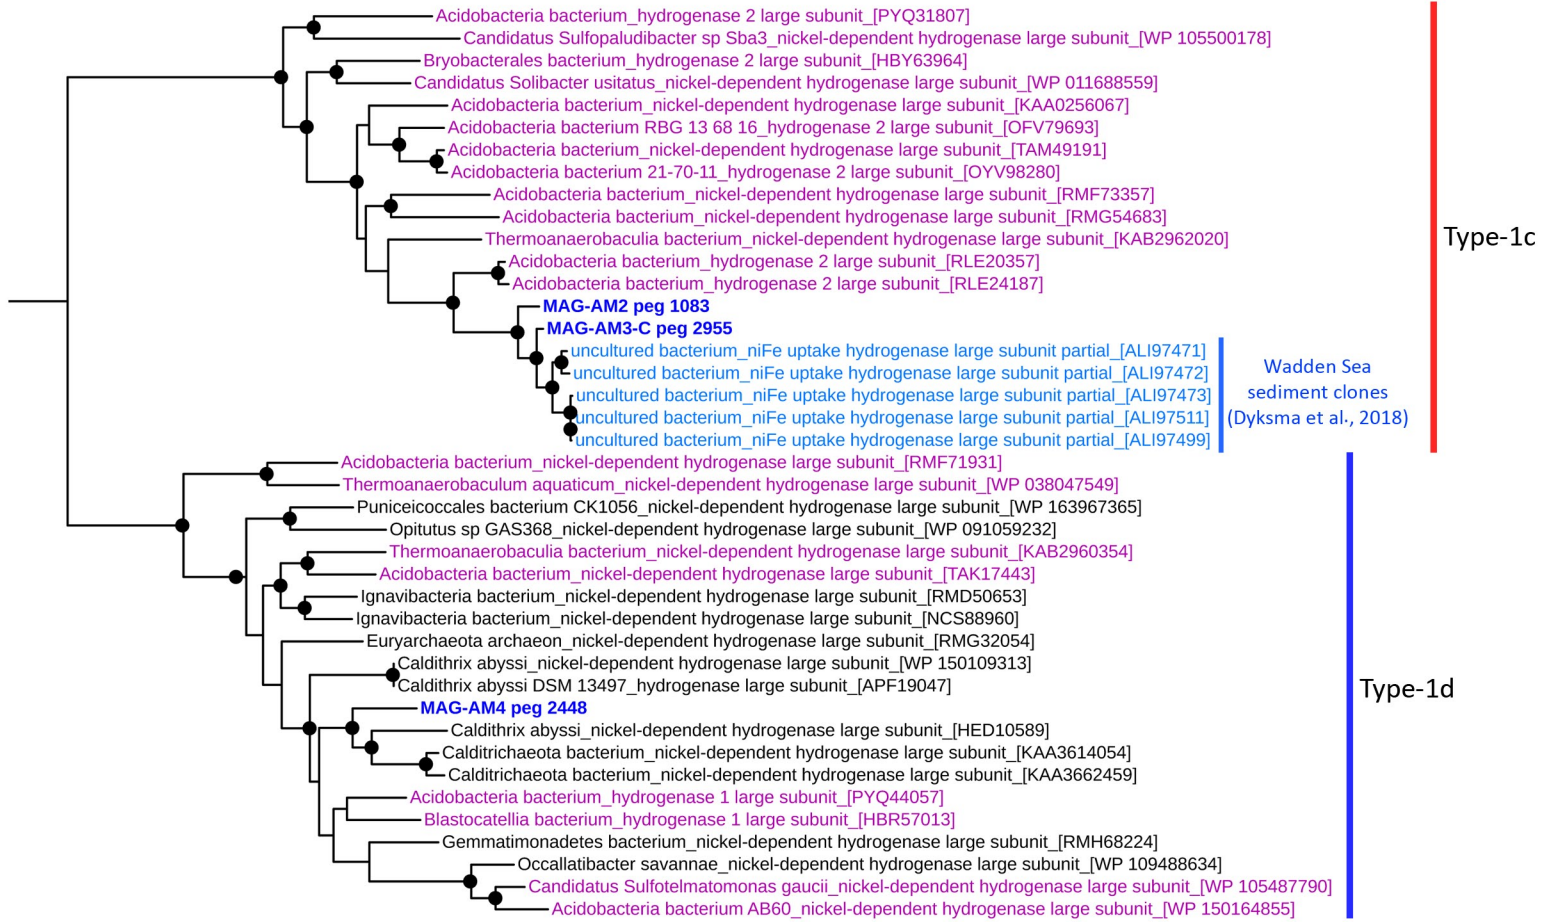 Acidobacteria bacterium_hydrogenase 2 large subunit_[PYQ31807]
Candidatus Sulfopaludibacter sp Sba3_nickel-dependent hydrogenase large subunit_[WP 105500178]
Bryobacterales bacterium_hydrogenase 2 large subunit_[HBY63964]
Candidatus Solibacter usitatus_nickel-dependent hydrogenase large subunit_[WP 011688559]
Acidobacteria bacterium_nickel-dependent hydrogenase large subunit_[KAA0256067]
Acidobacteria bacterium RBG 13 68 16_hydrogenase 2 large subunit_[OFV79693]
Acidobacteria bacterium_nickel-dependent hydrogenase large subunit_[TAM49191]
Acidobacteria bacterium 21-70-11_hydrogenase 2 large subunit_[OYV98280]
Acidobacteria bacterium_nickel-dependent hydrogenase large subunit_[RMF73357]
Acidobacteria bacterium_nickel-dependent hydrogenase large subunit_[RMG54683]
Thermoanaerobaculia bacterium_nickel-dependent hydrogenase large subunit_[KAB2962020]
Type-1c
Acidobacteria bacterium_hydrogenase 2 large subunit_[RLE20357]
Acidobacteria bacterium_hydrogenase 2 large subunit_[RLE24187]
MAG-AM2 peg 1083
MAG-AM3-C peg 2955
uncultured bacterium_niFe uptake hydrogenase large subunit partial_[ALI97471]
uncultured bacterium_niFe uptake hydrogenase large subunit partial_[ALI97472]
uncultured bacterium_niFe uptake hydrogenase large subunit partial_[ALI97473]
uncultured bacterium_niFe uptake hydrogenase large subunit partial_[ALI97511]
uncultured bacterium_niFe uptake hydrogenase large subunit partial_[ALI97499]
Wadden Sea
sediment clones
(Dyksma et al., 2018)
Acidobacteria bacterium_nickel-dependent hydrogenase large subunit_[RMF71931]
Thermoanaerobaculum aquaticum_nickel-dependent hydrogenase large subunit_[WP 038047549]
Puniceicoccales bacterium CK1056_nickel-dependent hydrogenase large subunit_[WP 163967365]
Opitutus sp GAS368_nickel-dependent hydrogenase large subunit_[WP 091059232]
Thermoanaerobaculia bacterium_nickel-dependent hydrogenase large subunit_[KAB2960354]
Acidobacteria bacterium_nickel-dependent hydrogenase large subunit_[TAK17443]
Ignavibacteria bacterium_nickel-dependent hydrogenase large subunit_[RMD50653]
Ignavibacteria bacterium_nickel-dependent hydrogenase large subunit_[NCS88960]
Euryarchaeota archaeon_nickel-dependent hydrogenase large subunit_[RMG32054]
Caldithrix abyssi_nickel-dependent hydrogenase large subunit_[WP 150109313]
Caldithrix abyssi DSM 13497_hydrogenase large subunit_[APF19047]
Type-1d
MAG-AM4 peg 2448
Caldithrix abyssi_nickel-dependent hydrogenase large subunit_[HED10589]
Calditrichaeota bacterium_nickel-dependent hydrogenase large subunit_[KAA3614054]
Calditrichaeota bacterium_nickel-dependent hydrogenase large subunit_[KAA3662459]
Acidobacteria bacterium_hydrogenase 1 large subunit_[PYQ44057]
Blastocatellia bacterium_hydrogenase 1 large subunit_[HBR57013]
Gemmatimonadetes bacterium_nickel-dependent hydrogenase large subunit_[RMH68224]
Occallatibacter savannae_nickel-dependent hydrogenase large subunit_[WP 109488634]
Candidatus Sulfotelmatomonas gaucii_nickel-dependent hydrogenase large subunit_[WP 105487790]
Acidobacteria bacterium AB60_nickel-dependent hydrogenase large subunit_[WP 150164855]